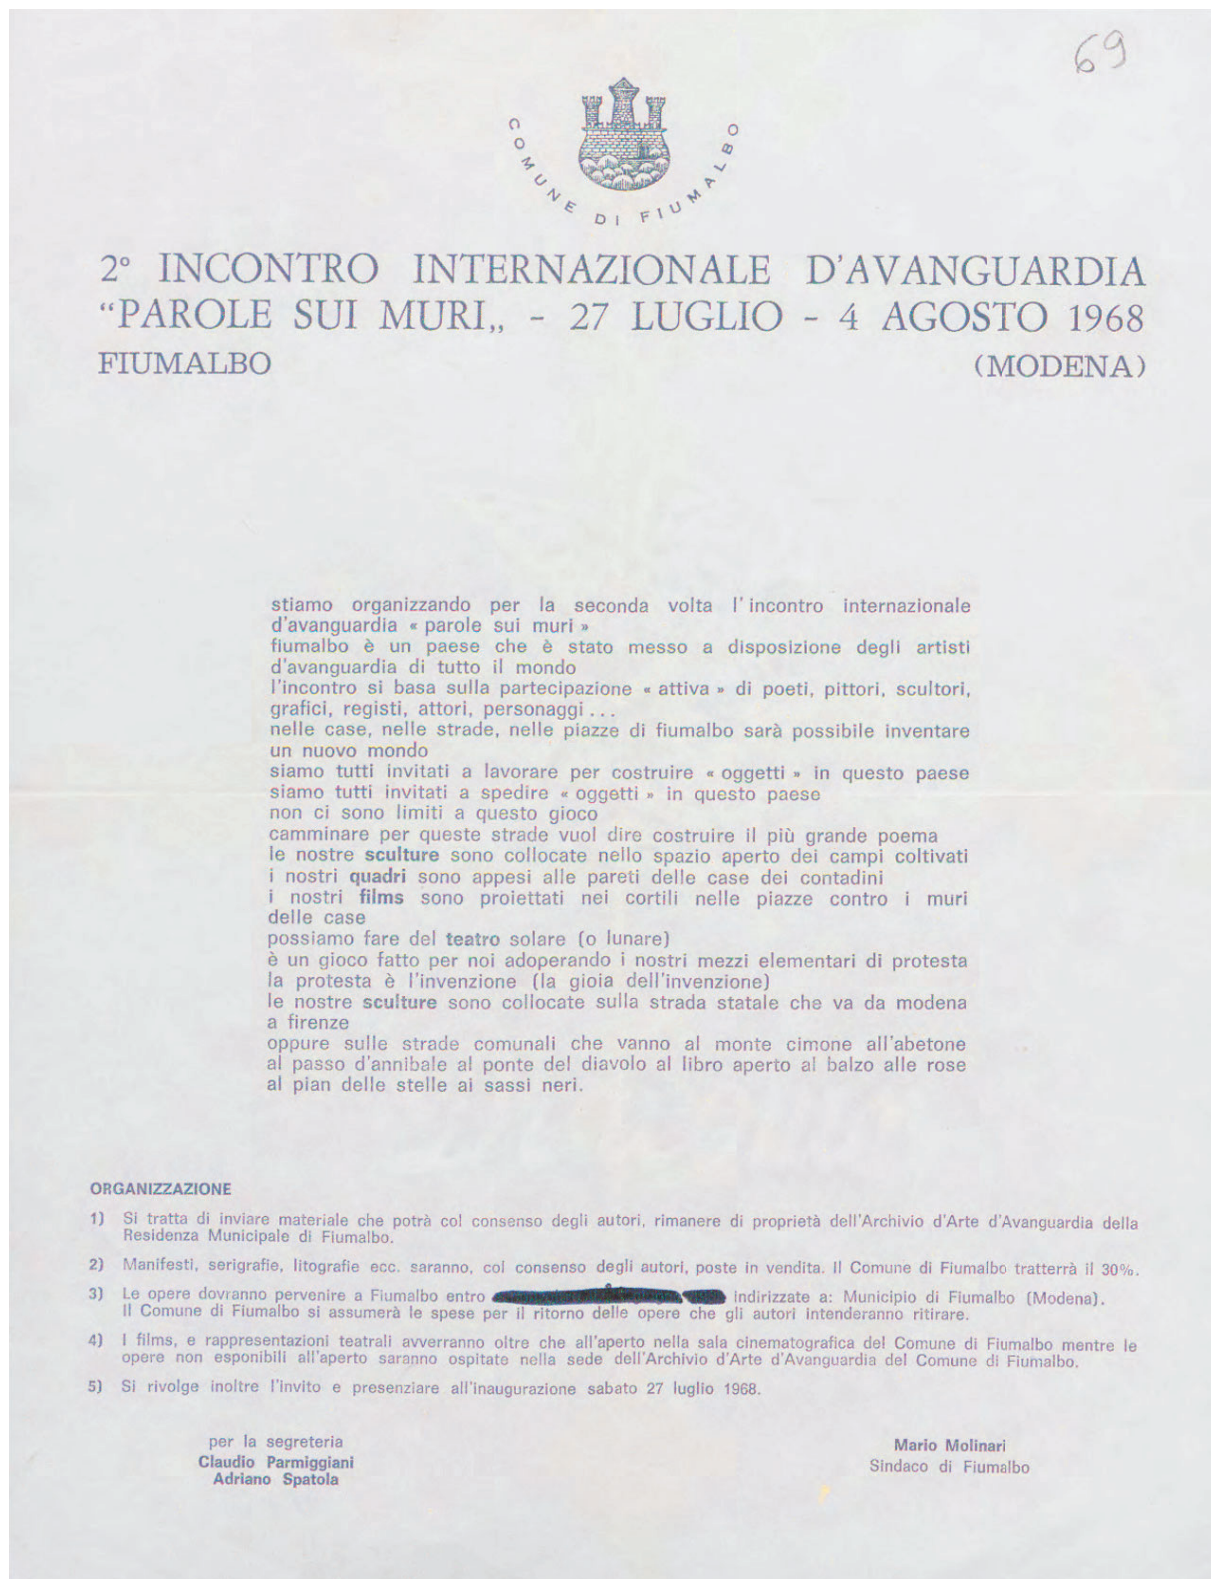 69
COMUNE DI FIUMALBO
2° INCONTRO INTERNAZIONALE D'AVANGUARDIA
“PAROLE SUI MURI„ - 27 LUGLIO - 4 AGOSTO 1968
FIUMALBO (MODENA)
stiamo organizzando per la seconda volta l'incontro internazionale
d'avanguardia « parole sui muri »
fiumalbo è un paese che è stato messo a disposizione degli artisti
d'avanguardia di tutto il mondo
l'incontro si basa sulla partecipazione « attiva » di poeti, pittori, scultori,
grafici, registi, attori, personaggi ...
nelle case, nelle strade, nelle piazze di fiumalbo sarà possibile inventare
un nuovo mondo
siamo tutti invitati a lavorare per costruire « oggetti » in questo paese
siamo tutti invitati a spedire « oggetti » in questo paese
non ci sono limiti a questo gioco
camminare per queste strade vuol dire costruire il più grande poema
le nostre sculture sono collocate nello spazio aperto dei campi coltivati
i nostri quadri sono appesi alle pareti delle case dei contadini
i nostri films sono proiettati nei cortili nelle piazze contro i muri
delle case
possiamo fare del teatro solare (o lunare)
è un gioco fatto per noi adoperando i nostri mezzi elementari di protesta
la protesta è l'invenzione (la gioia dell'invenzione)
le nostre sculture sono collocate sulla strada statale che va da modena
a firenze
oppure sulle strade comunali che vanno al monte cimone all'abetone
al passo d'annibale al ponte del diavolo al libro aperto al balzo alle rose
al pian delle stelle ai sassi neri.
ORGANIZZAZIONE
1) Si tratta di inviare materiale che potrà col consenso degli autori, rimanere di proprietà dell'Archivio d'Arte d'Avanguardia della
Residenza Municipale di Fiumalbo.
2) Manifesti, serigrafie, litografie ecc. saranno, col consenso degli autori, poste in vendita. Il Comune di Fiumalbo tratterrà il 30%.
3) Le opere dovranno pervenire a Fiumalbo entro indirizzate a: Municipio di Fiumalbo (Modena).
Il Comune di Fiumalbo si assumerà le spese per il ritorno delle opere che gli autori intenderanno ritirare.
4) I films, e rappresentazioni teatrali avverranno oltre che all'aperto nella sala cinematografica del Comune di Fiumalbo mentre le
opere non esponibili all'aperto saranno ospitate nella sede dell'Archivio d'Arte d'Avanguardia del Comune di Fiumalbo.
5) Si rivolge inoltre l'invito e presenziare all'inaugurazione sabato 27 luglio 1968.
per la segreteria
Claudio Parmiggiani
Adriano Spatola
Mario Molinari
Sindaco di Fiumalbo